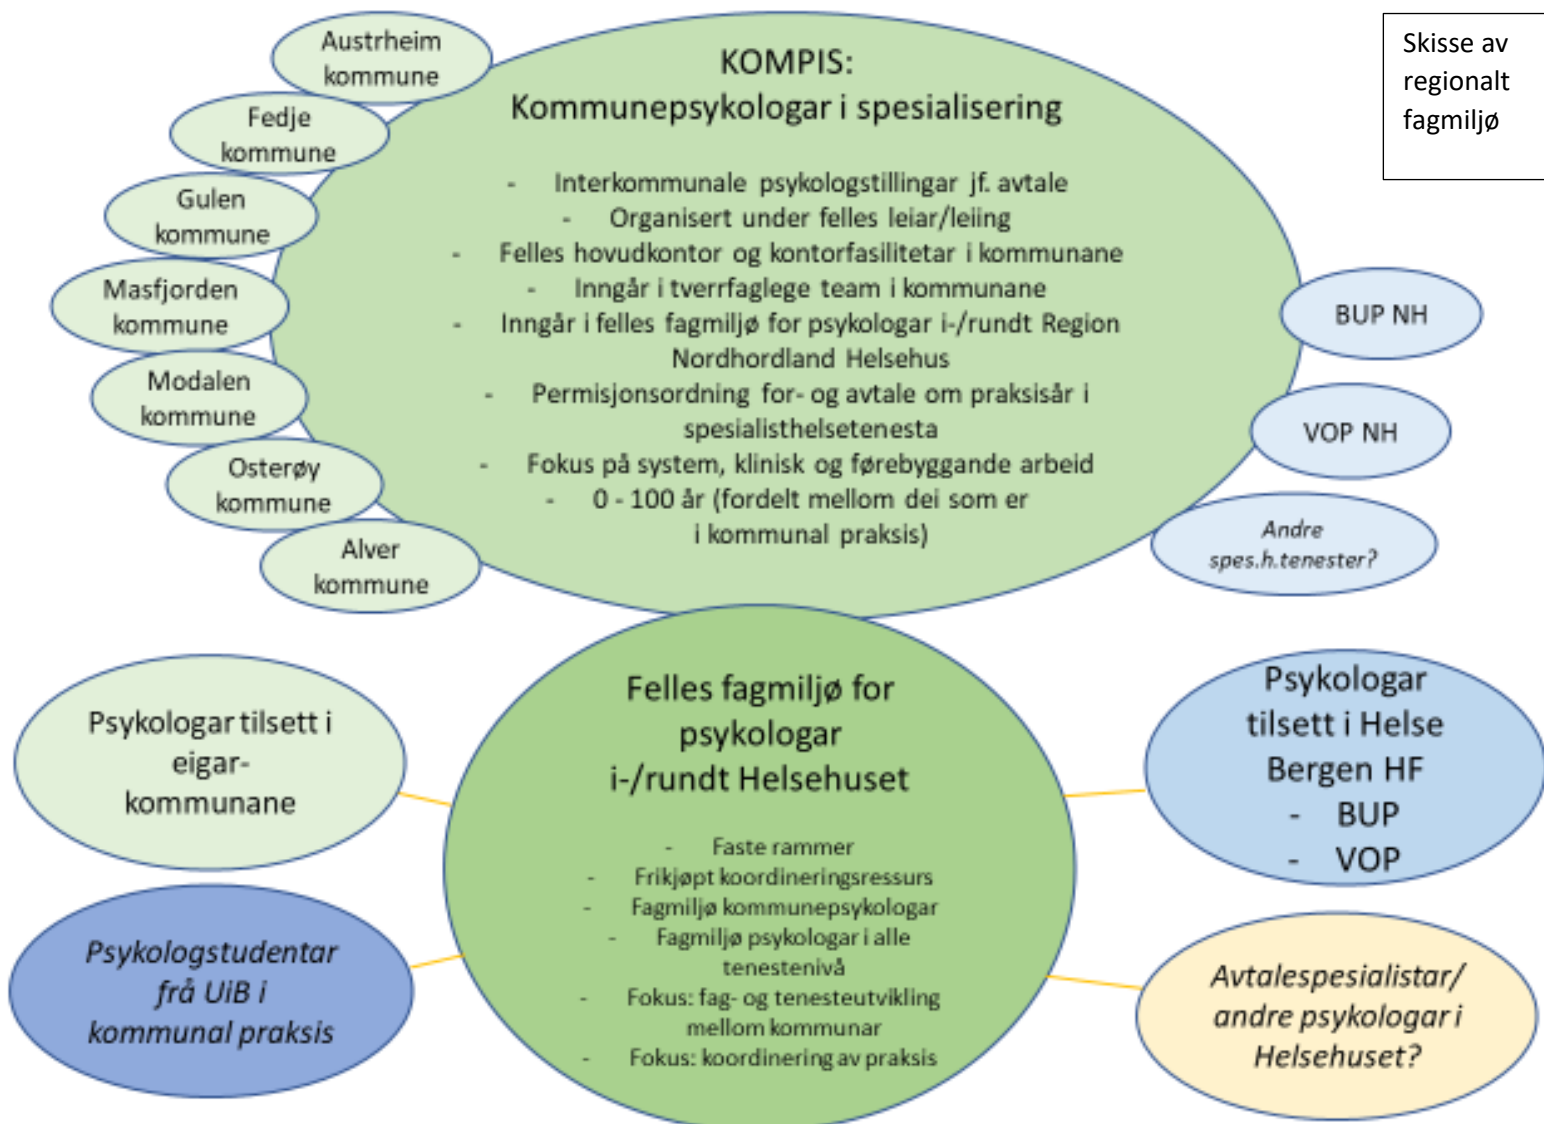 Skisse av
regionalt
fagmiljø
Austrheim
kommune
Fedje
kommune
Gulen
kommune
Masfjorden
kommune
Modalen
kommune
Osterøy
kommune
Alver
kommune
KOMPIS:
Kommunepsykologar i spesialisering
- Interkommunale psykologstillingar jf. avtale
- Organisert under felles leiar/leiing
- Felles hovudkontor og kontorfasilitetar i kommunane
- Inngår i tverrfaglege team i kommunane
- Inngår i felles fagmiljø for psykologar i-/rundt Region
Nordhordland Helsehus
- Permisjonsordning for- og avtale om praksisår i
spesialisthelsetenesta
- Fokus på system, klinisk og førebyggande arbeid
- 0 - 100 år (fordelt mellom dei som er
i kommunal praksis)
BUP NH
VOP NH
Andre
spes.h.tenester?
Psykologar tilsett i
eigar-
kommunane
Psykologstudentar
frå UiB i
kommunal praksis
Felles fagmiljø for
psykologar
i-/rundt Helsehuset
- Faste rammer
- Frikjøpt koordineringsressurs
- Fagmiljø kommunepsykologar
- Fagmiljø psykologar i alle
tenestenivå
- Fokus: fag- og tenesteutvikling
mellom kommunar
- Fokus: koordinering av praksis
Psykologar
tilsett i Helse
Bergen HF
- BUP
- VOP
Avtalespesialistar/
andre psykologar i
Helsehuset?